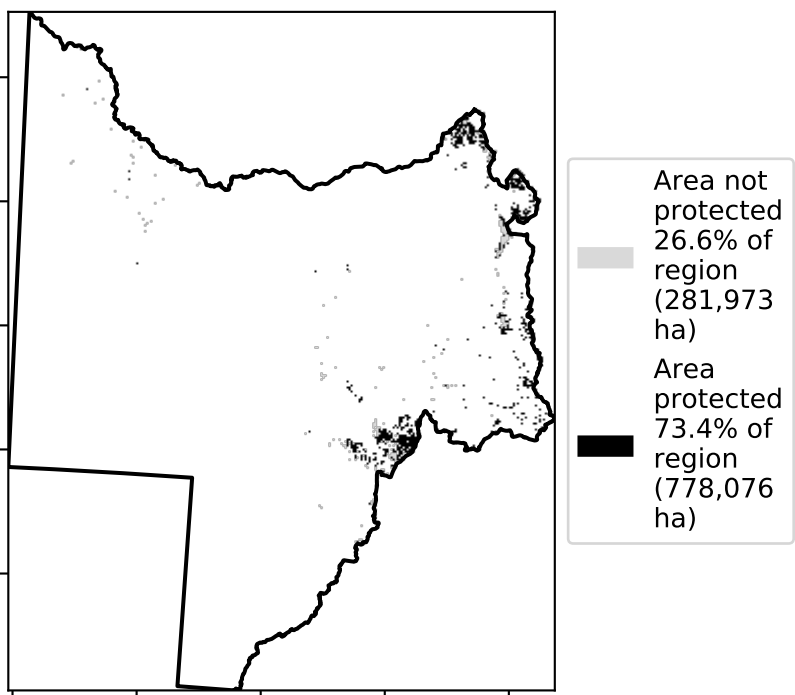 Area not
protected
26.6% of
region
(281,973
ha)
Area
protected
73.4% of
region
(778,076
ha)